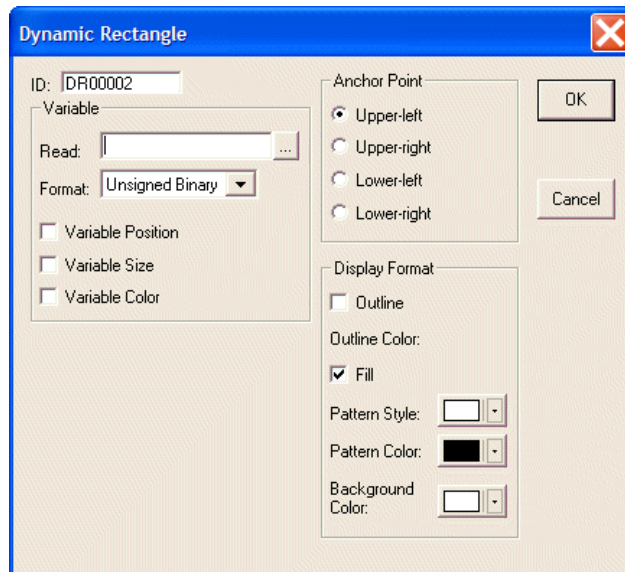 Dynamic Rectangle
ID: DR00002
Variable
Read:
...
Format: Unsigned Binary
Variable Position
Variable Size
Variable Color
Anchor Point
Upper-left
Upper-right
Lower-left
Lower-right
Display Format
Outline
Outline Color:
Fill
Pattern Style:
Pattern Color:
Background
Color:
OK
Cancel